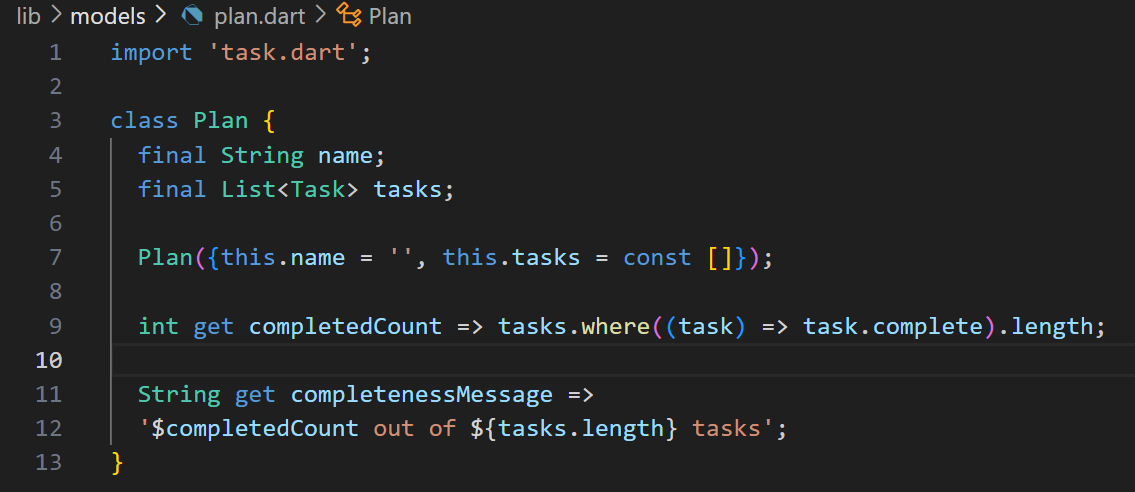 lib > models > plan.dart > Plan
1 import 'task.dart';
2
3 class Plan {
4 final String name;
5 final List<Task> tasks;
6
7 Plan({this.name = '', this.tasks = const []});
8
9 int get completedCount => tasks.where((task) => task.complete).length;
10
11 String get completenessMessage =>
12 '$completedCount out of ${tasks.length} tasks';
13 }